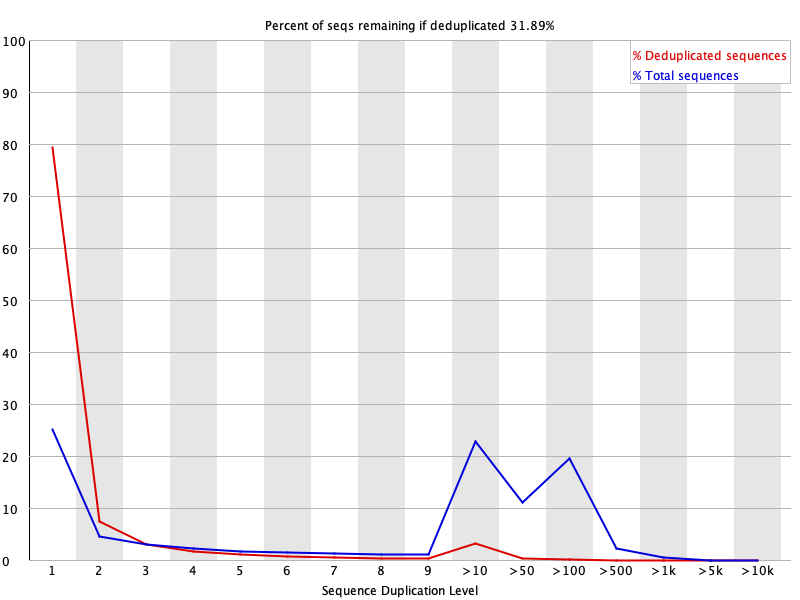 Percent of seqs remaining if deduplicated 31.89%
% Deduplicated sequences
% Total sequences
100
90
80
70
60
50
40
30
20
10
0
1 2 3 4 5 6 7 8 9 >10 >50 >100 >500 >1k >5k >10k
Sequence Duplication Level